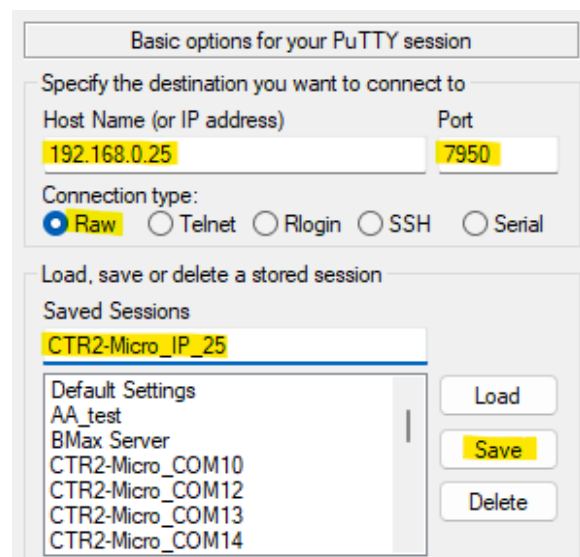 Basic options for your PuTTY session
Specify the destination you want to connect to
Host Name (or IP address) Port
192.168.0.25 7950
Connection type:
Raw Telnet Rlogin SSH Serial
Load, save or delete a stored session
Saved Sessions
CTR2-Micro_IP_25
Default Settings Load
AA_test
BMax Server Save
CTR2-Micro_COM10
CTR2-Micro_COM12
CTR2-Micro_COM13 Delete
CTR2-Micro_COM14